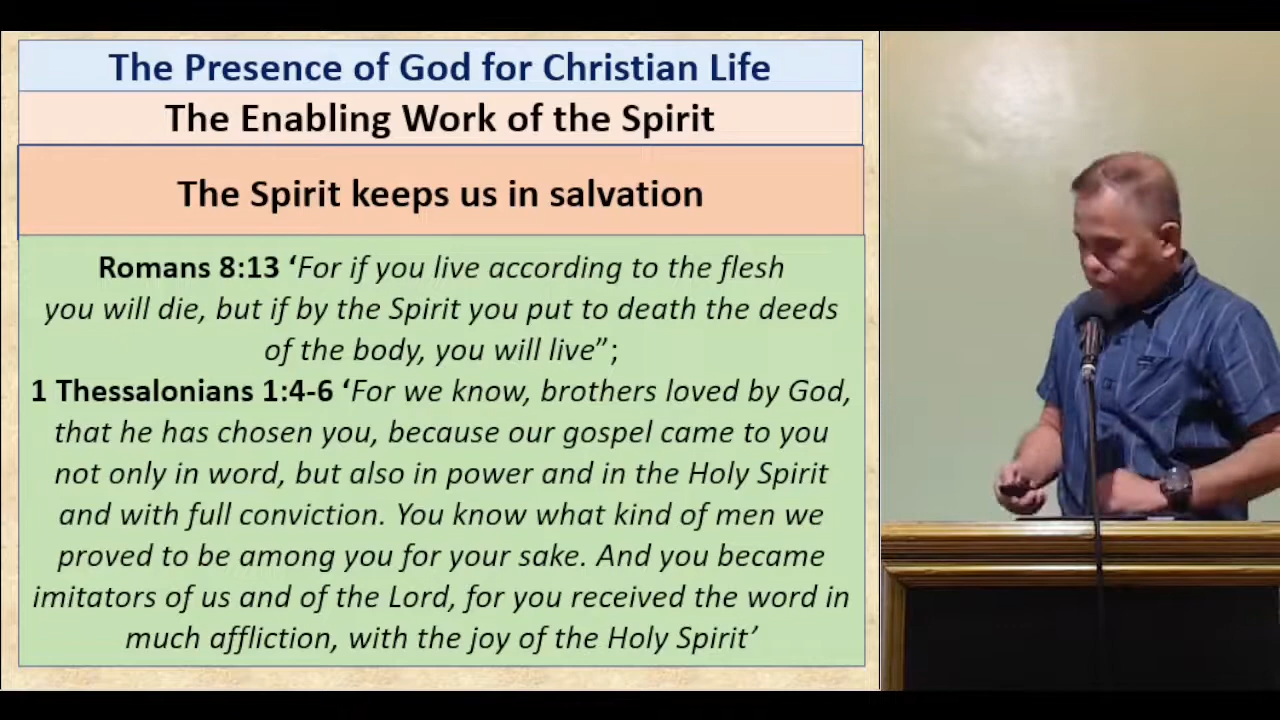 The Presence of God for Christian Life
The Enabling Work of the Spirit
The Spirit keeps us in salvation
Romans 8:13 ‘For if you live according to the flesh
you will die, but if by the Spirit you put to death the deeds
of the body, you will live”;
1 Thessalonians 1:4-6 ‘For we know, brothers loved by God,
that he has chosen you, because our gospel came to you
not only in word, but also in power and in the Holy Spirit
and with full conviction. You know what kind of men we
proved to be among you for your sake. And you became
imitators of us and of the Lord, for you received the word in
much affliction, with the joy of the Holy Spirit’